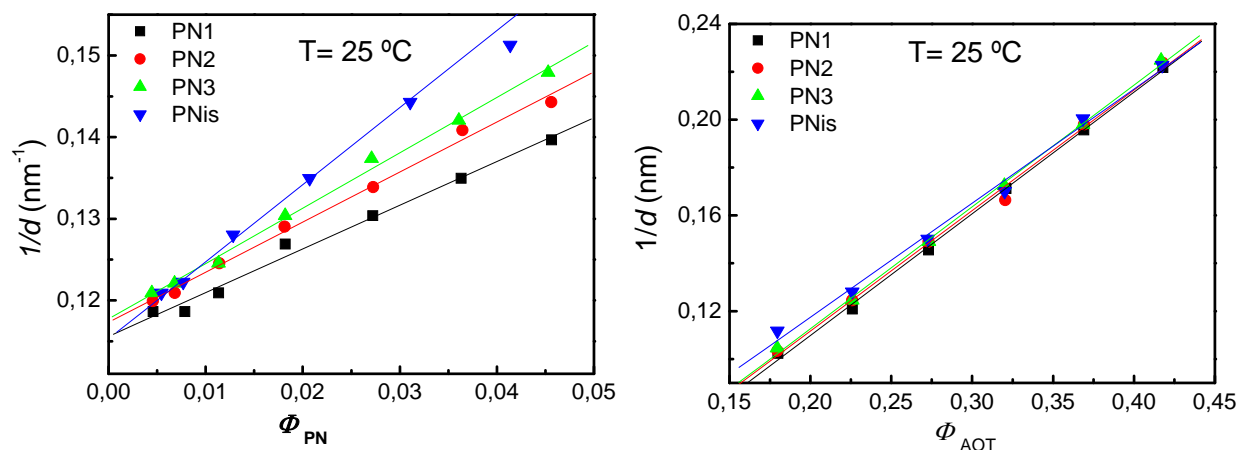 T= 25 ºC
PN1
PN2
PN3
PNis
0,15
0,14
0,13
0,12
1/d (nm⁻¹)
0,00 0,01 0,02 0,03 0,04 0,05
Φ PN
T= 25 ºC
PN1
PN2
PN3
PNis
0,24
0,20
0,16
0,12
1/d (nm)
0,15 0,20 0,25 0,30 0,35 0,40 0,45
Φ AOT